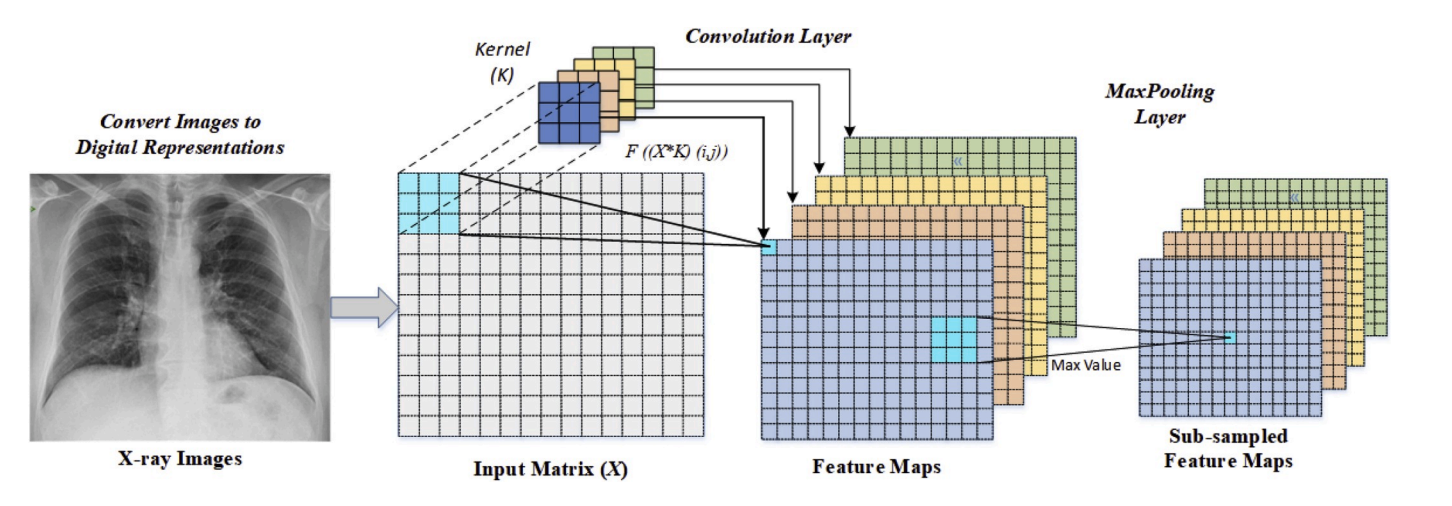 Convert Images to
Digital Representations
X-ray Images
Kernel
(K)
Convolution Layer
F ((X*K) (i,j))
Input Matrix (X)
«
Feature Maps
MaxPooling
Layer
Max Value
«
Sub-sampled
Feature Maps